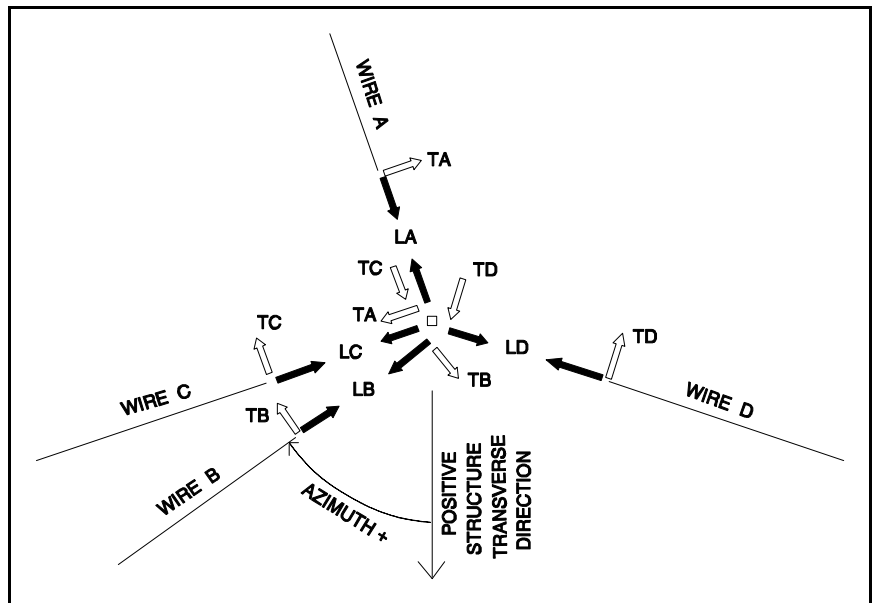 WIRE A
TA
LA
TC
TD
TA
TC
TD
LC
LD
TB
LB
WIRE C
WIRE D
TB
WIRE B
AZIMUTH +
POSITIVE
STRUCTURE
TRANSVERSE
DIRECTION